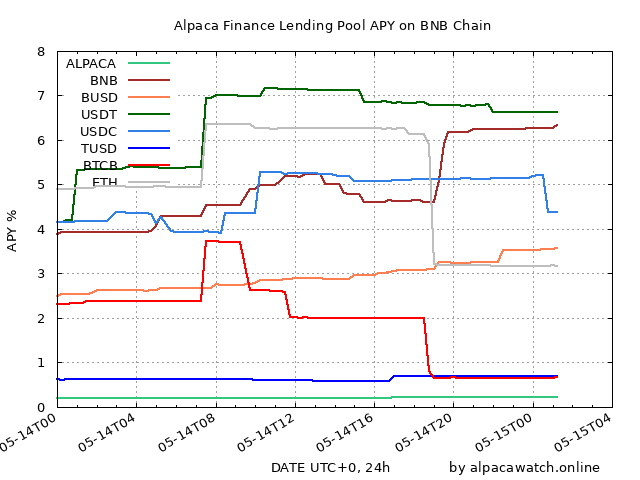 Alpaca Finance Lending Pool APY on BNB Chain
8
7
6
5
4
3
2
1
0
APY %
ALPACA
BNB
BUSD
USDT
USDC
TUSD
BTCB
ETH
05-14T00
05-14T04
05-14T08
05-14T12
05-14T16
05-14T20
05-15T00
05-15T04
DATE UTC+0, 24h
by alpacawatch.online